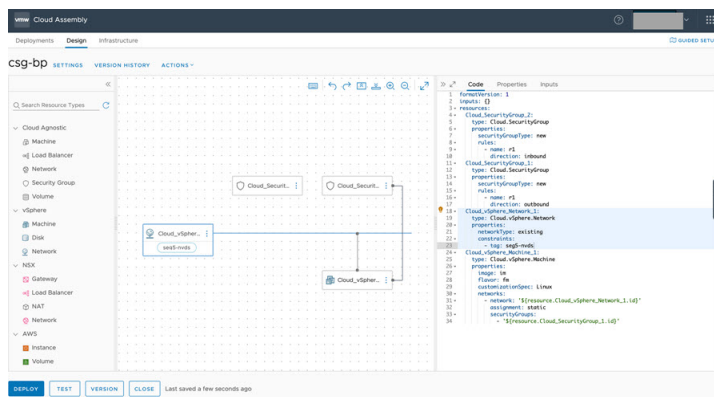 vmw Cloud Assembly
Deployments Design Infrastructure
GUIDED SETU
csg-bp SETTINGS VERSION HISTORY ACTIONS
Search Resource Types
Cloud Agnostic
Machine
Load Balancer
Network
Security Group
Volume
vSphere
Machine
Disk
Network
NSX
Gateway
Load Balancer
NAT
Network
AWS
Instance
Volume
Cloud_Securit...
Cloud_Securit...
Cloud_vSpher...
seg5-nvds
Cloud_vSpher...
Code Properties Inputs
1 formatVersion: 1
2 inputs: {}
3 resources:
4 Cloud_SecurityGroup_2:
5 type: Cloud.SecurityGroup
6 properties:
7 securityGroupType: new
8 rules:
9 - name: r1
10 direction: inbound
11 Cloud_SecurityGroup_1:
12 type: Cloud.SecurityGroup
13 properties:
14 securityGroupType: new
15 rules:
16 - name: r1
17 direction: outbound
18 Cloud_vSphere_Network_1:
19 type: Cloud.vSphere.Network
20 properties:
21 networkType: existing
22 constraints:
23 - tag: seg5-nvds
24 Cloud_vSphere_Machine_1:
25 type: Cloud.vSphere.Machine
26 properties:
27 image: im
28 flavor: fm
29 customizationSpec: Linux
30 networks:
31 - network: '${resource.Cloud_vSphere_Network_1.id}'
32 assignment: static
33 securityGroups:
34 - '${resource.Cloud_SecurityGroup_1.id}'
DEPLOY TEST VERSION CLOSE Last saved a few seconds ago